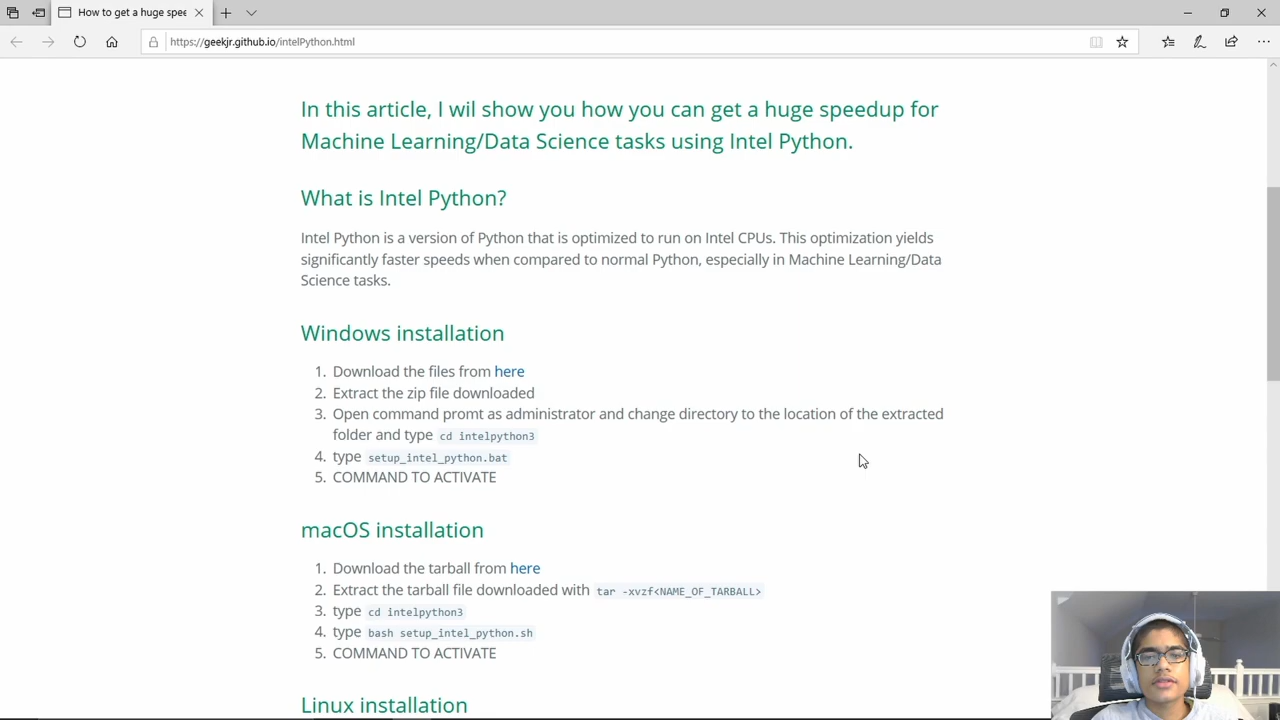 How to get a huge spee
https://geekjr.github.io/intelPython.html
In this article, I wil show you how you can get a huge speedup for
Machine Learning/Data Science tasks using Intel Python.
What is Intel Python?
Intel Python is a version of Python that is optimized to run on Intel CPUs. This optimization yields
significantly faster speeds when compared to normal Python, especially in Machine Learning/Data
Science tasks.
Windows installation
1. Download the files from here
2. Extract the zip file downloaded
3. Open command promt as administrator and change directory to the location of the extracted
folder and type cd intelpython3
4. type setup_intel_python.bat
5. COMMAND TO ACTIVATE
macOS installation
1. Download the tarball from here
2. Extract the tarball file downloaded with tar -xvzf<NAME_OF_TARBALL>
3. type cd intelpython3
4. type bash setup_intel_python.sh
5. COMMAND TO ACTIVATE
Linux installation